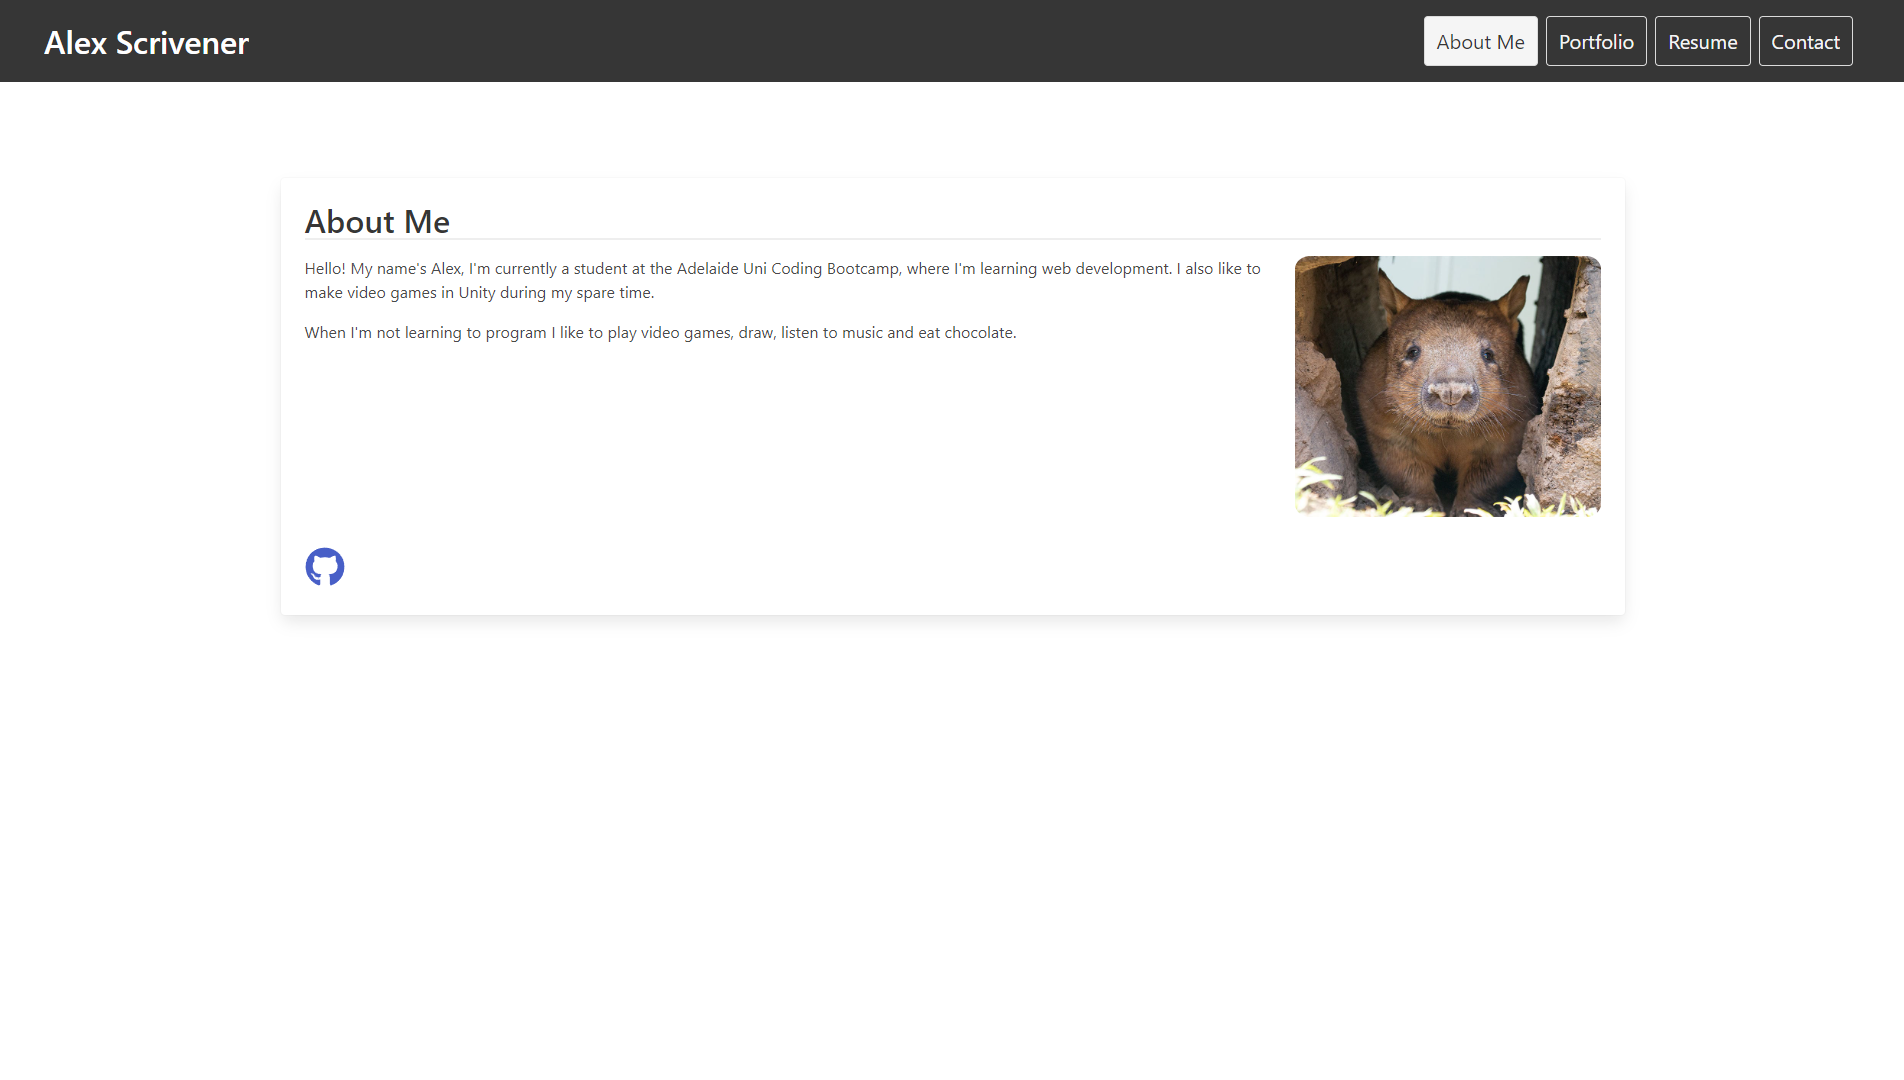 Alex Scrivener
About Me
Portfolio
Resume
Contact
About Me
Hello! My name's Alex, I'm currently a student at the Adelaide Uni Coding Bootcamp, where I'm learning web development. I also like to
make video games in Unity during my spare time.
When I'm not learning to program I like to play video games, draw, listen to music and eat chocolate.